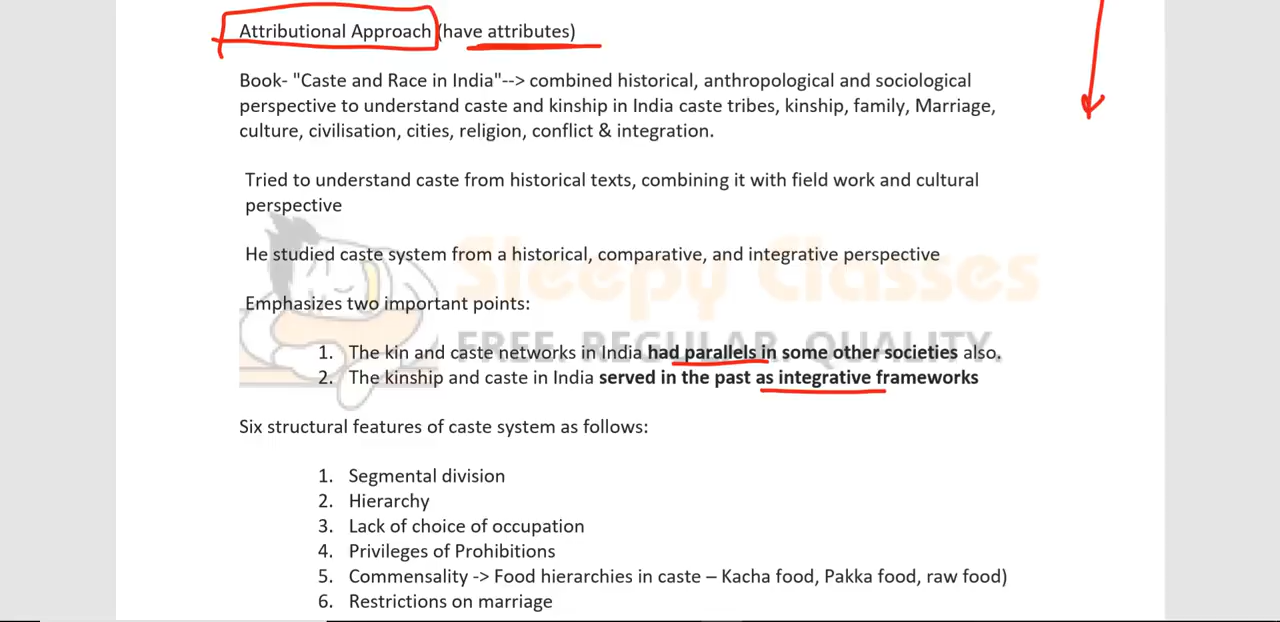 Attributional Approach (have attributes)
Book- "Caste and Race in India"--> combined historical, anthropological and sociological
perspective to understand caste and kinship in India caste tribes, kinship, family, Marriage,
culture, civilisation, cities, religion, conflict & integration.
Tried to understand caste from historical texts, combining it with field work and cultural
perspective
He studied caste system from a historical, comparative, and integrative perspective
Sleepy Classes
Emphasizes two important points:
FREE. REGULAR. QUALITY.
1. The kin and caste networks in India had parallels in some other societies also.
2. The kinship and caste in India served in the past as integrative frameworks
Six structural features of caste system as follows:
1. Segmental division
2. Hierarchy
3. Lack of choice of occupation
4. Privileges of Prohibitions
5. Commensality -> Food hierarchies in caste – Kacha food, Pakka food, raw food)
6. Restrictions on marriage